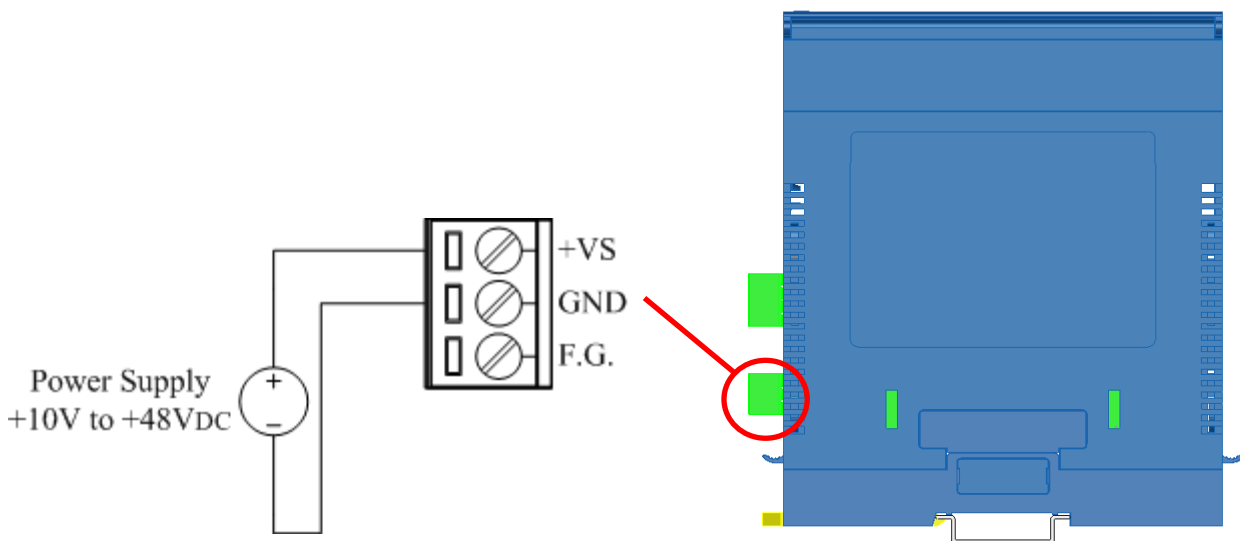 +VS
GND
F.G.
Power Supply
+10V to +48VDC
+
−